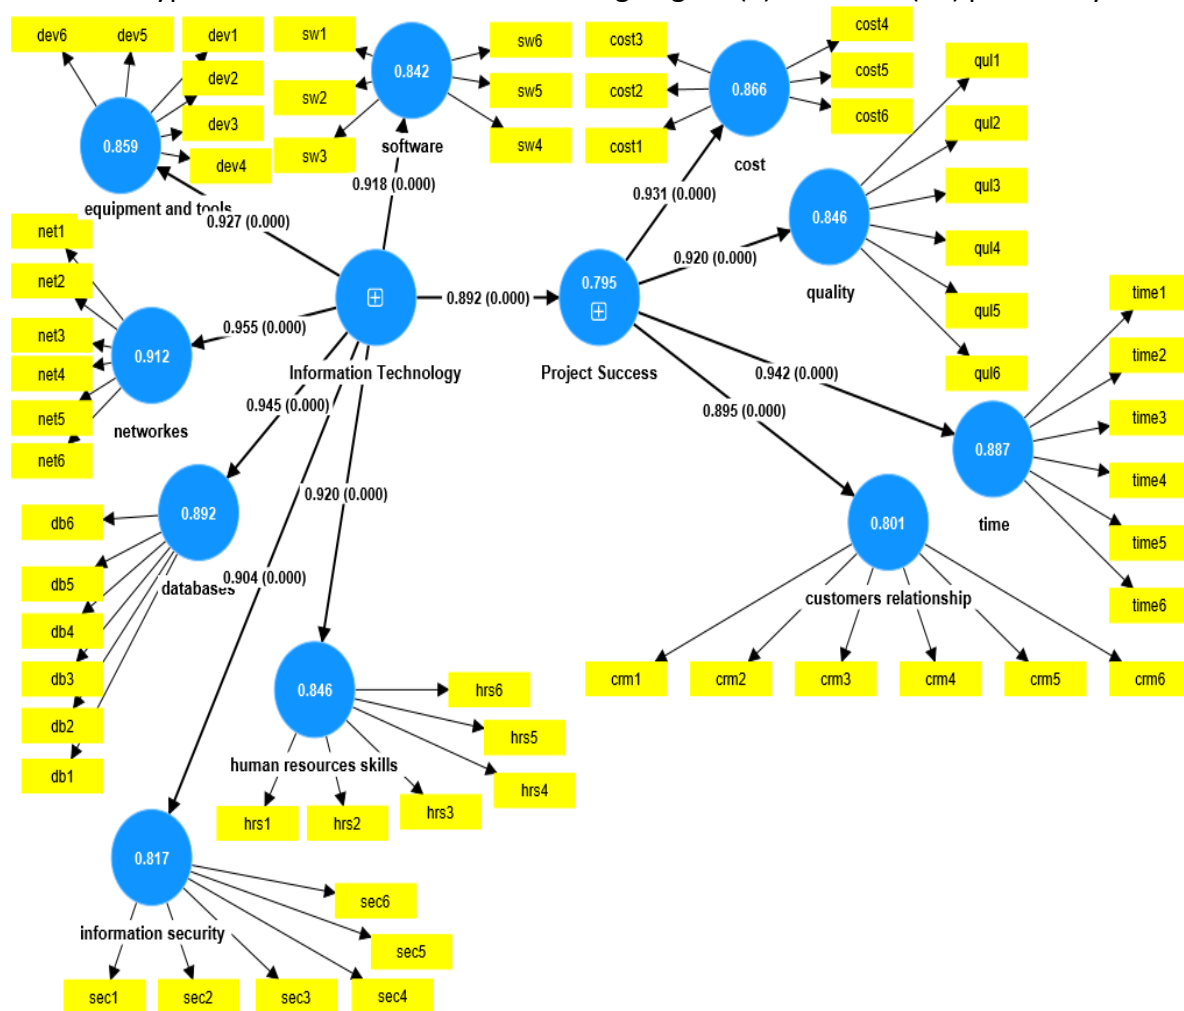 dev6
dev5
dev1
dev2
dev3
dev4
0.859
equipment and tools
sw1
sw2
sw3
0.842
sw6
sw5
sw4
software
cost3
cost2
cost1
0.866
cost4
cost5
cost6
cost
qul1
qul2
qul3
qul4
qul5
qul6
0.846
quality
0.918 (0.000)
0.927 (0.000)
0.931 (0.000)
0.920 (0.000)
net1
net2
net3
net4
net5
net6
0.912
networkes
0.955 (0.000)
Information Technology
0.892 (0.000)
0.795
Project Success
0.942 (0.000)
0.895 (0.000)
time1
time2
time3
time4
time5
time6
0.887
time
0.945 (0.000)
0.920 (0.000)
0.904 (0.000)
db6
db5
db4
db3
db2
db1
0.892
databases
0.801
customers relationship
crm1
crm2
crm3
crm4
crm5
crm6
0.846
human resources skills
hrs6
hrs5
hrs4
hrs3
hrs2
hrs1
0.817
information security
sec6
sec5
sec4
sec3
sec2
sec1